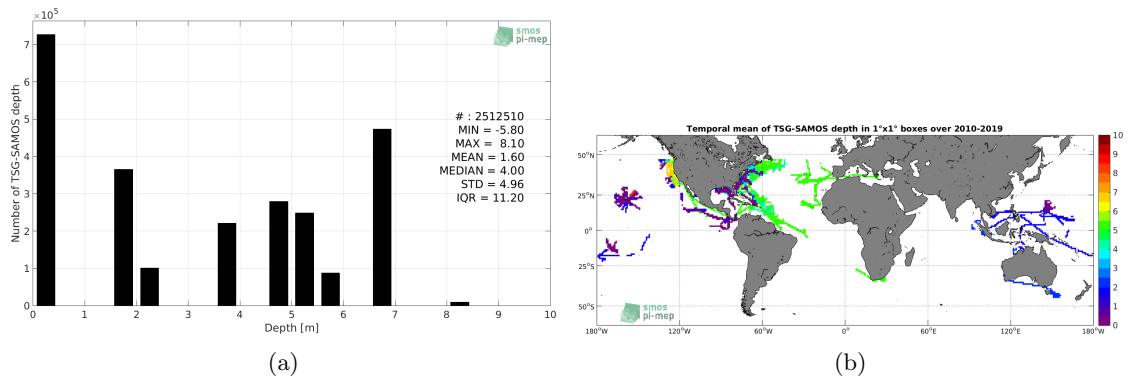 ×10⁵
7
6
5
4
3
2
1
0
Number of TSG-SAMOS depth
smos
pi-mep
# : 2512510
MIN = -5.80
MAX = 8.10
MEAN = 1.60
MEDIAN = 4.00
STD = 4.96
IQR = 11.20
0 1 2 3 4 5 6 7 8 9 10
Depth [m]
(a)
Temporal mean of TSG-SAMOS depth in 1°x1° boxes over 2010-2019
50°N
25°N
0°
25°S
50°S
smos
pi-mep
180°W 120°W 60°W 0° 60°E 120°E 180°E
10
9
8
7
6
5
4
3
2
1
0
(b)